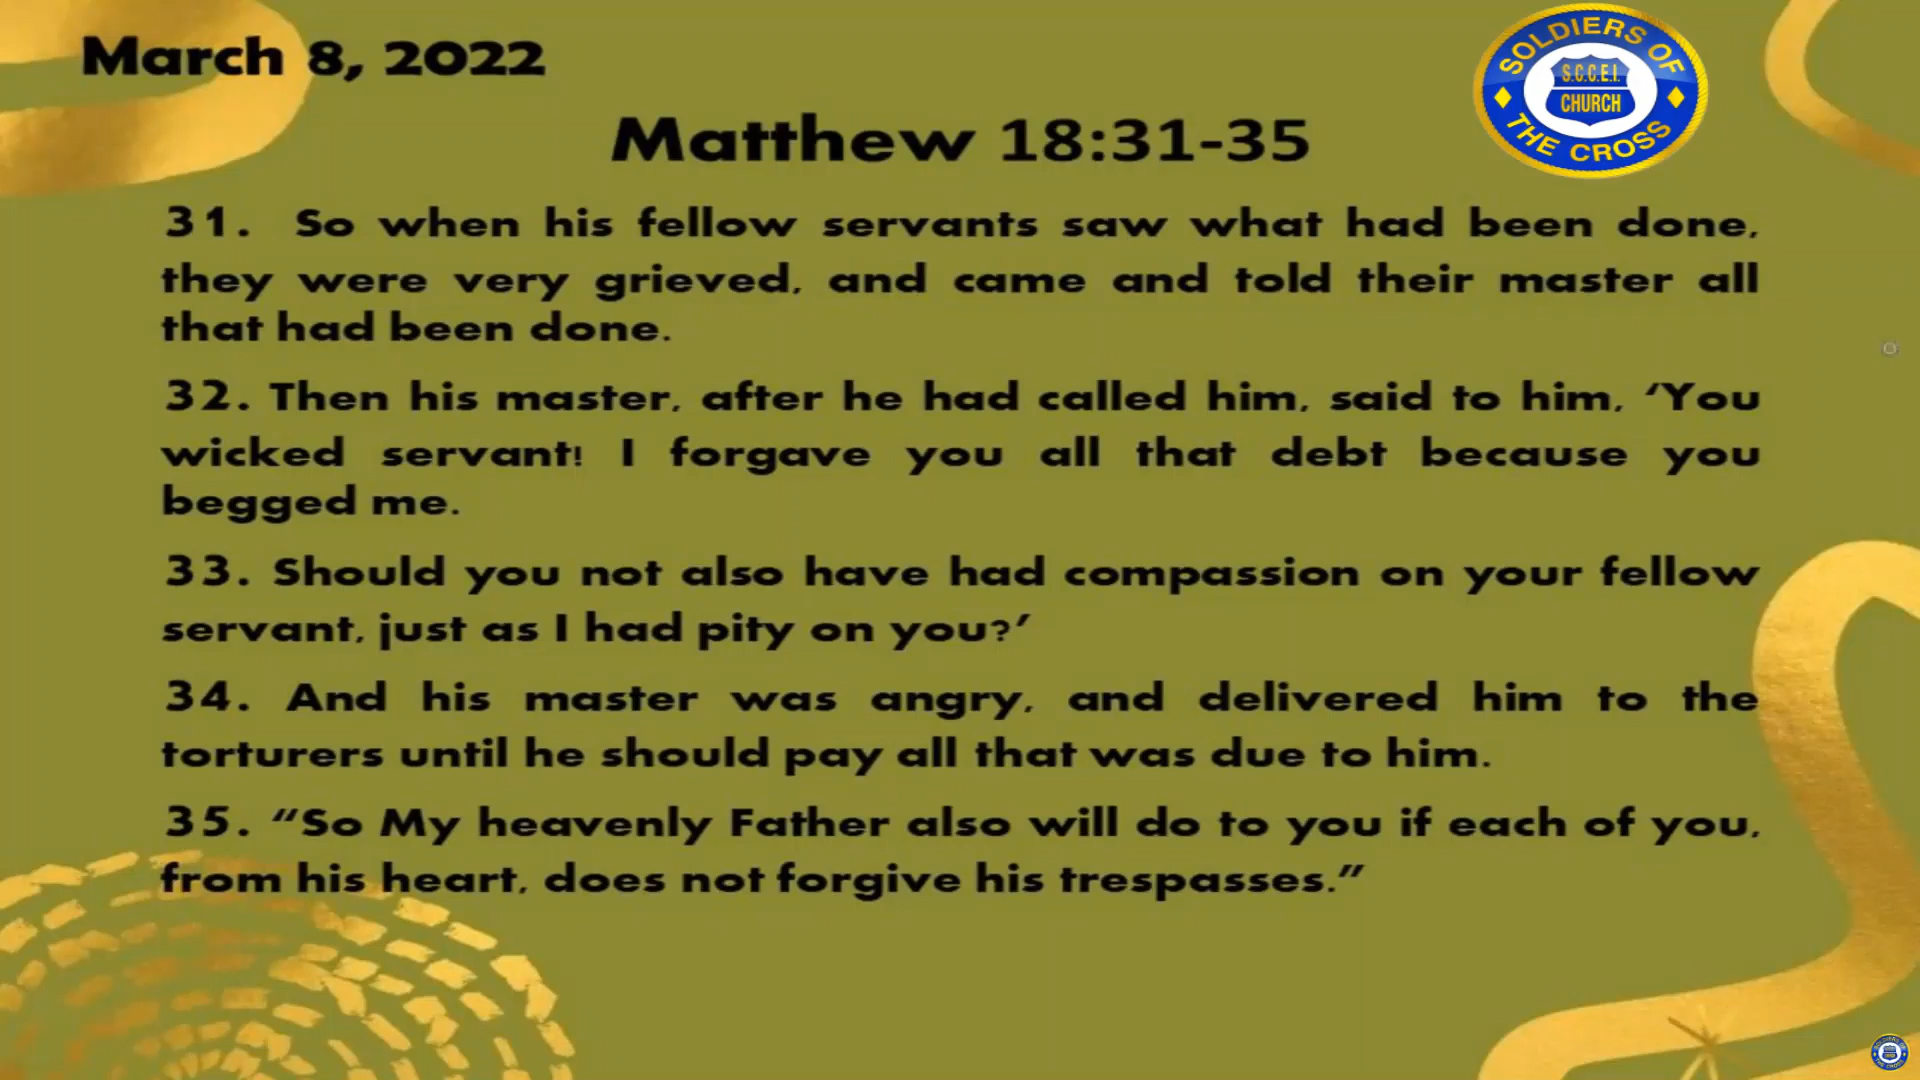 March 8, 2022
SOLDIERS OF
S.C.C.E.I.
CHURCH
THE CROSS
Matthew 18:31-35
31. So when his fellow servants saw what had been done,
they were very grieved, and came and told their master all
that had been done.
32. Then his master, after he had called him, said to him, ‘You
wicked servant! I forgave you all that debt because you
begged me.
33. Should you not also have had compassion on your fellow
servant, just as I had pity on you?’
34. And his master was angry, and delivered him to the
torturers until he should pay all that was due to him.
35. “So My heavenly Father also will do to you if each of you,
from his heart, does not forgive his trespasses.”
SOLDIERS OF
THE CROSS